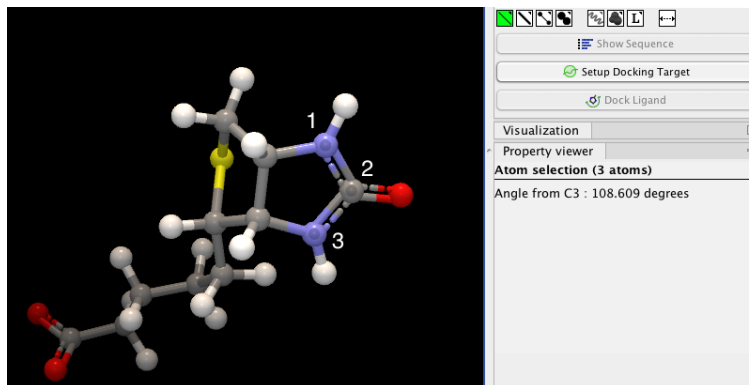 1
2
3
L
Show Sequence
Setup Docking Target
Dock Ligand
Visualization
Property viewer
Atom selection (3 atoms)
Angle from C3 : 108.609 degrees